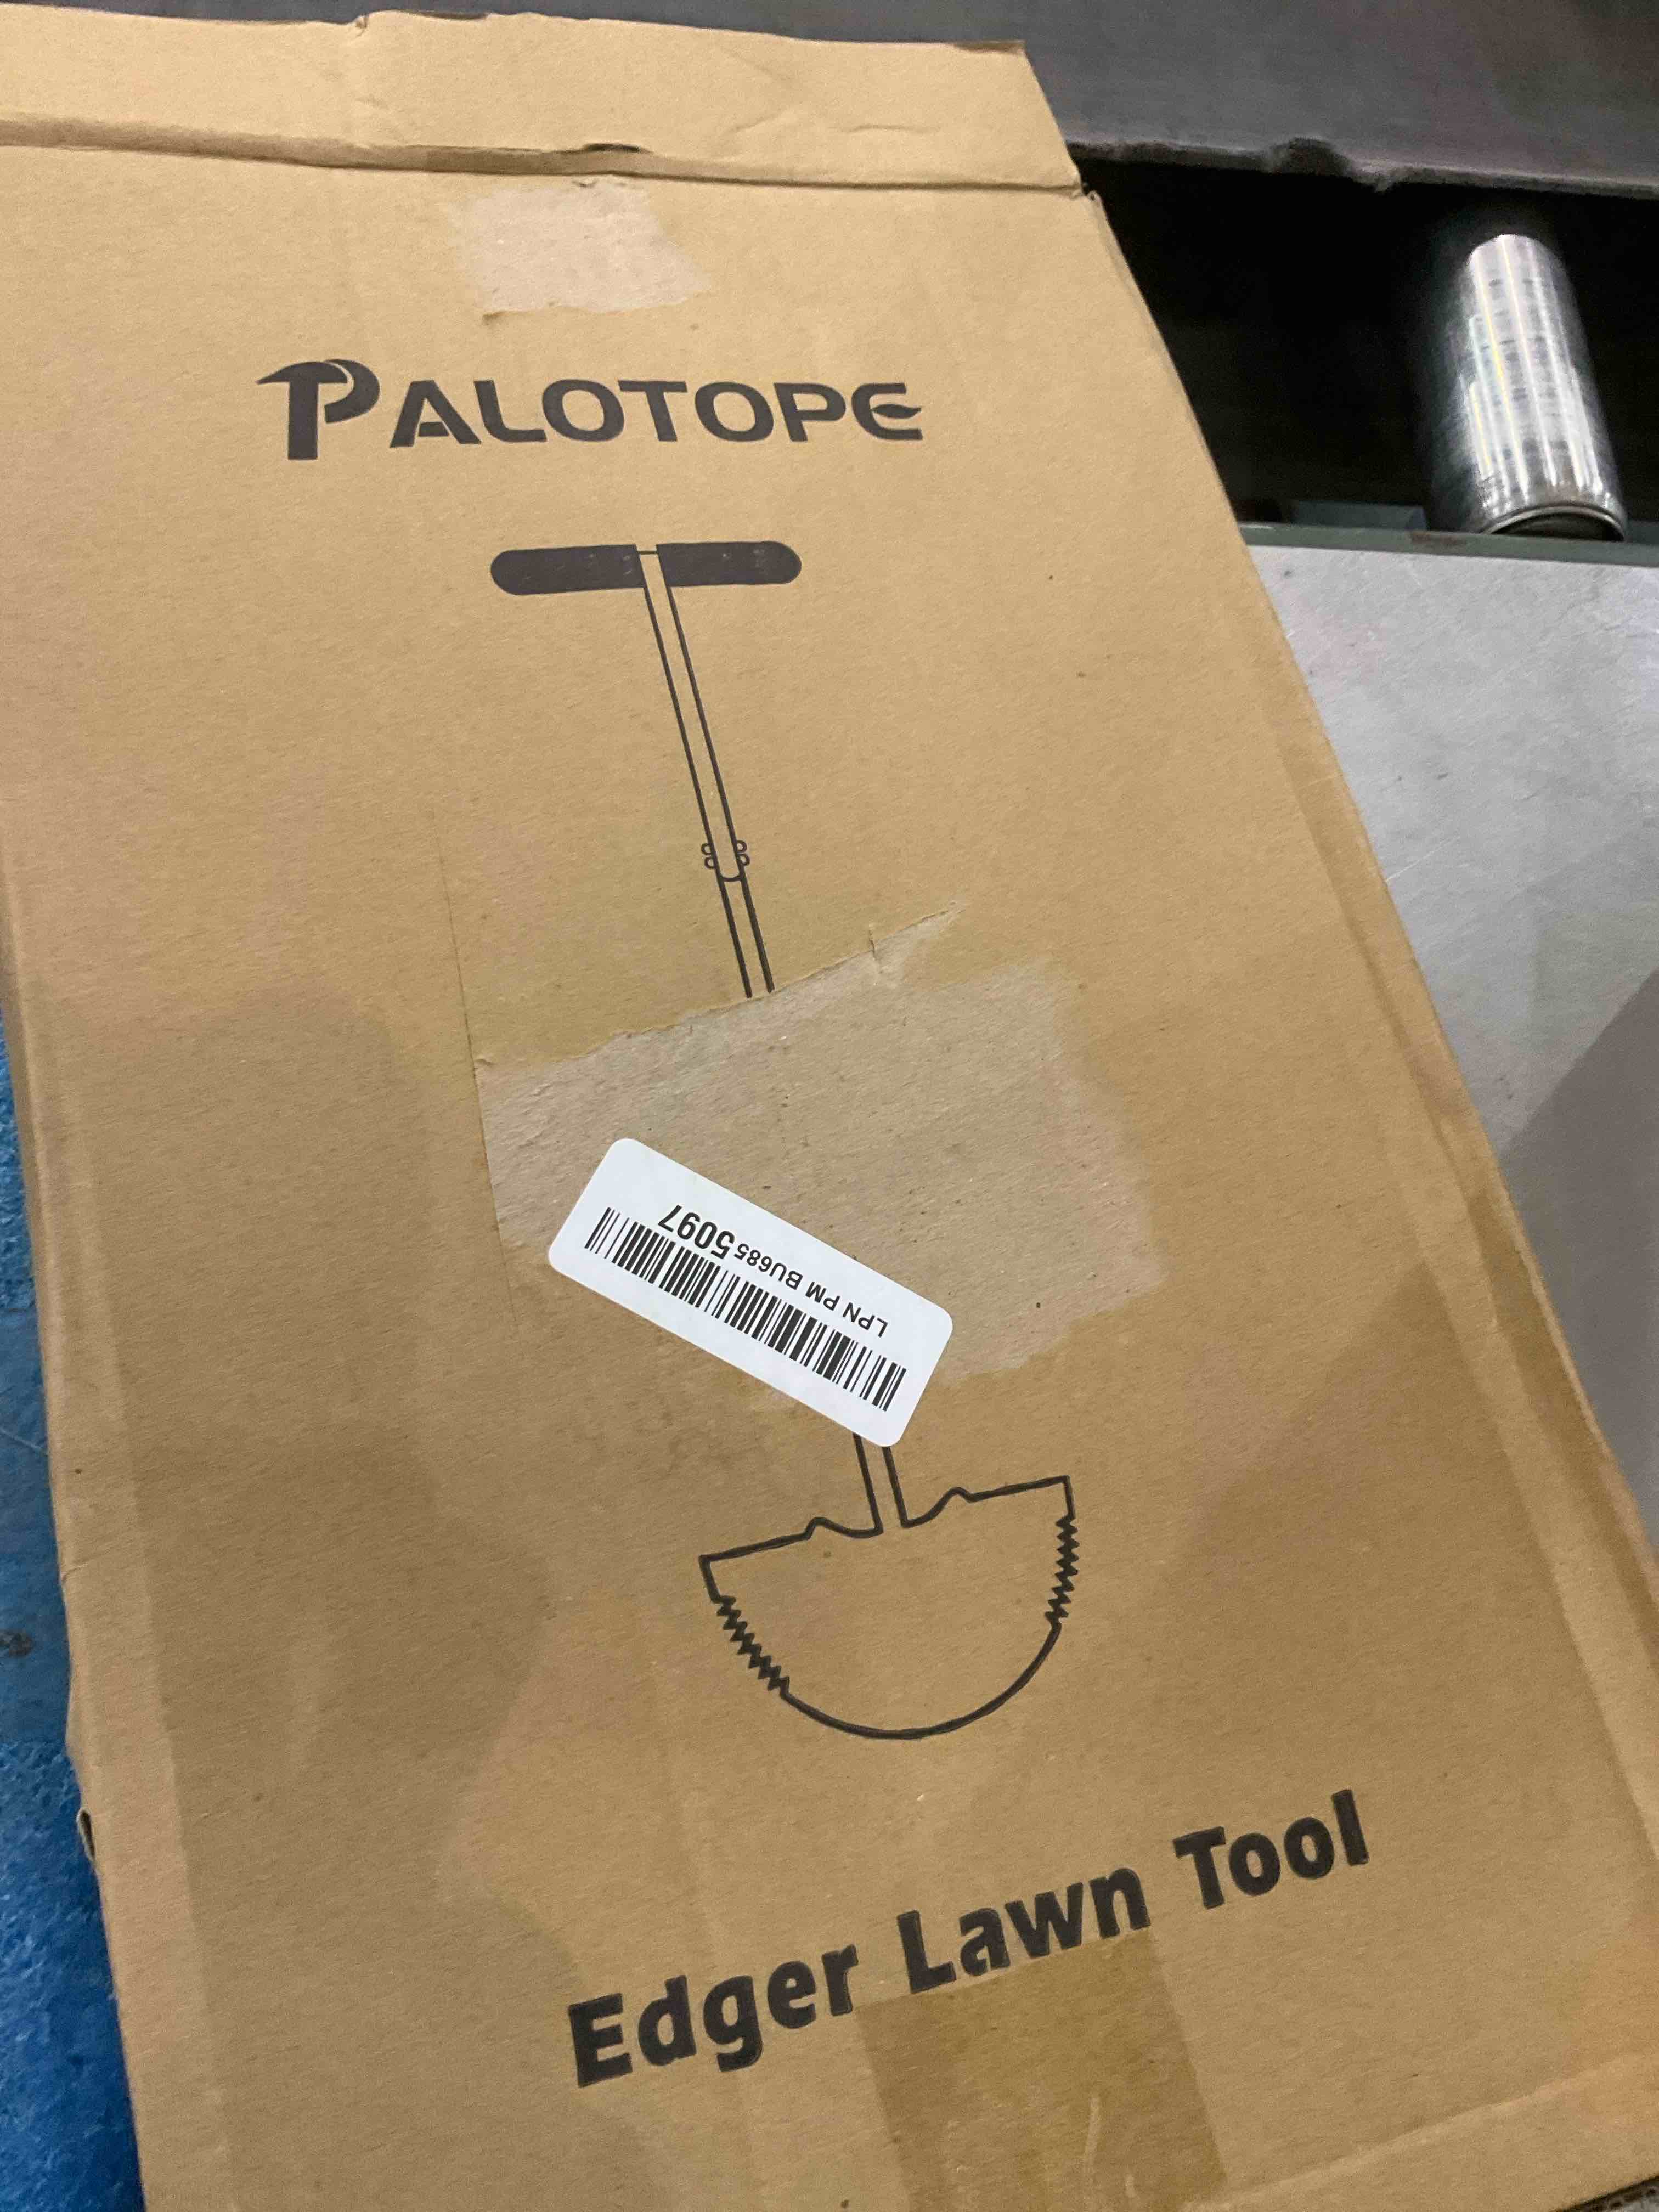 PALOTOPE
LPN PM BU6855097
Edger Lawn Tool